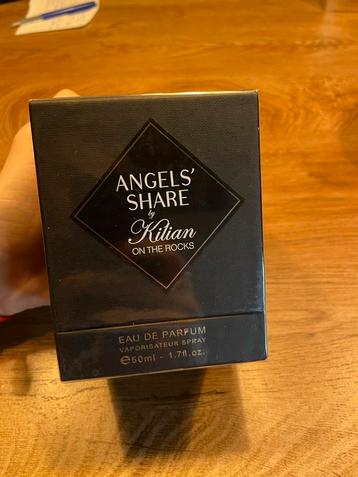 ANGELS'
SHARE
by
Kilian
ON THE ROCKS
EAU DE PARFUM
VAPORISATEUR SPRAY
℮50ml - 1.7fl.oz.